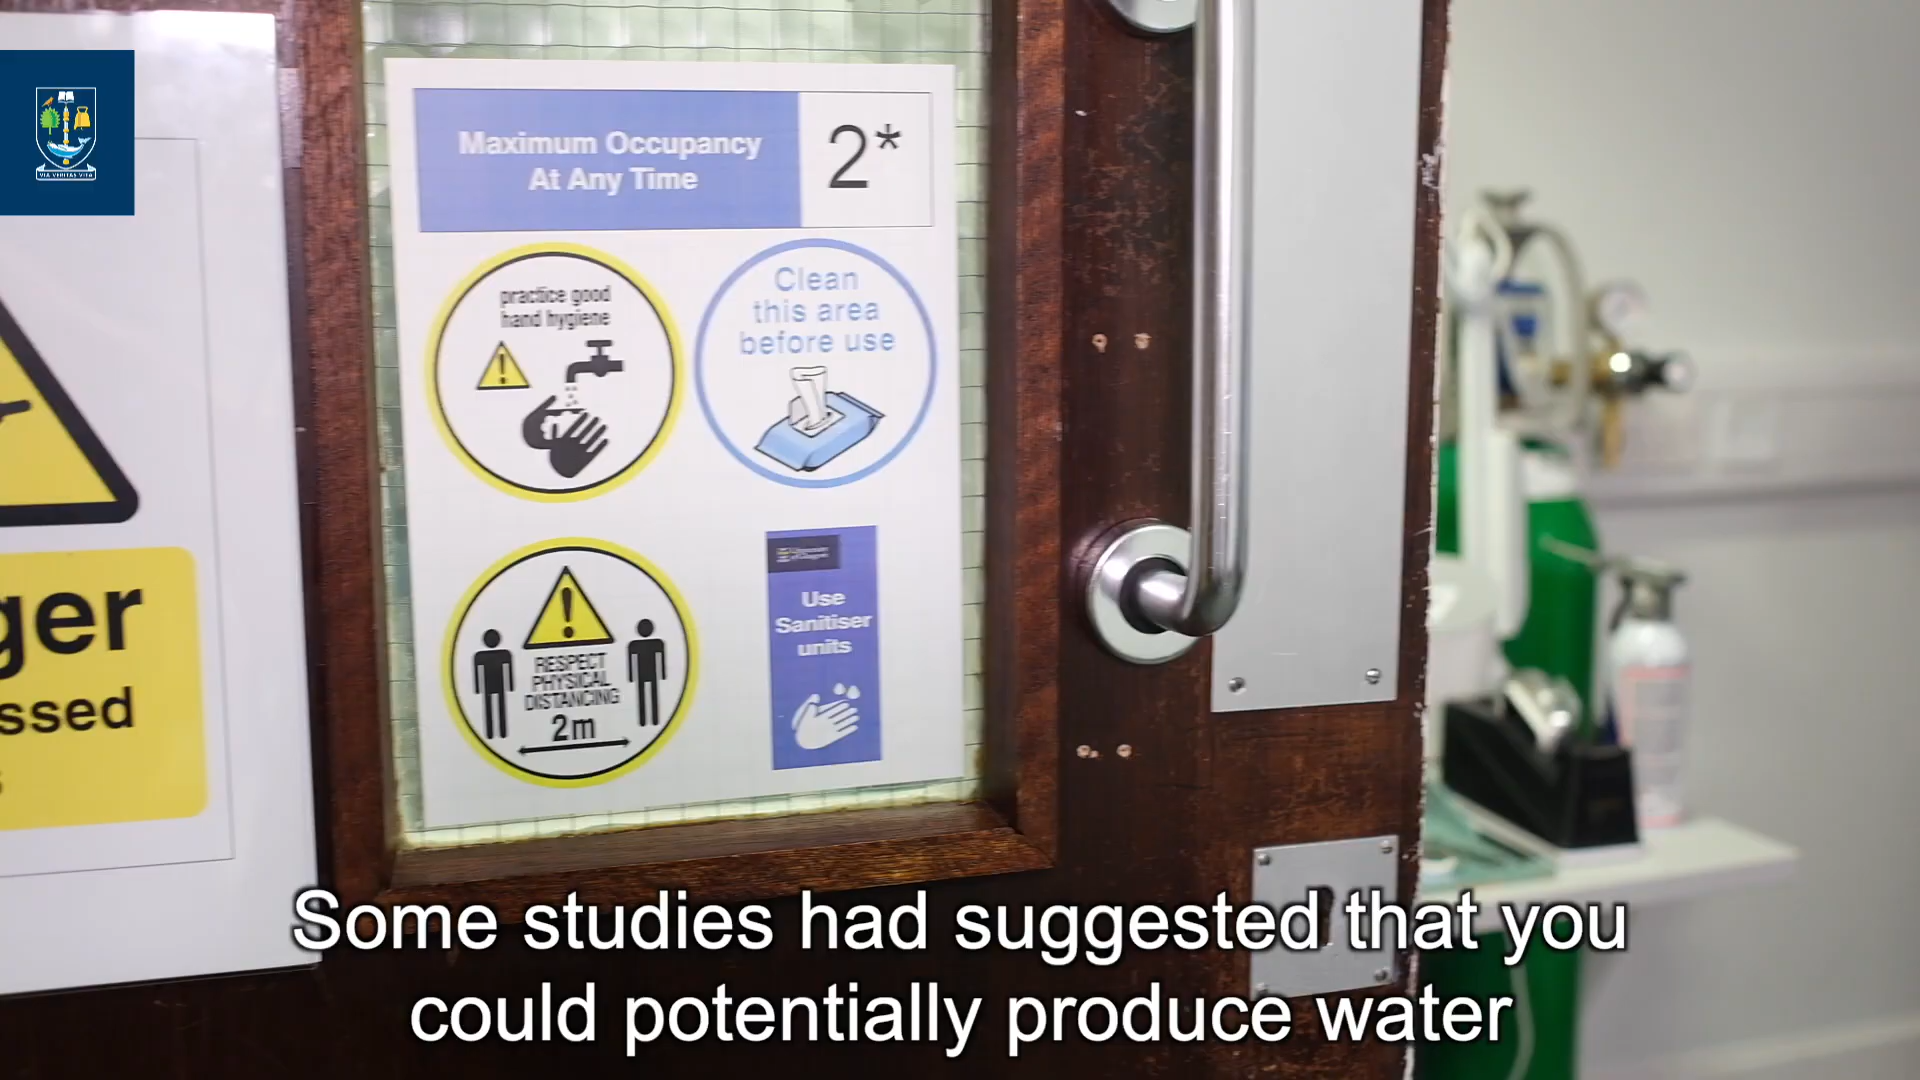 VIA VERITAS VITA
Maximum Occupancy
At Any Time
2*
practice good
hand hygiene
Clean
this area
before use
RESPECT
PHYSICAL
DISTANCING
2m
Use
Sanitiser
units
ger
ssed
Some studies had suggested that you
could potentially produce water